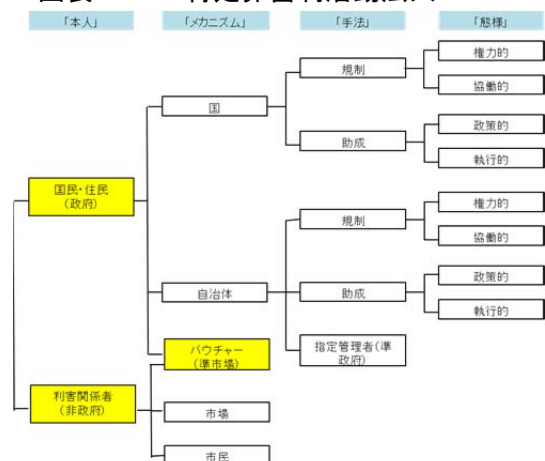 「本人」 「メカニズム」 「手法」 「態様」
権力的
規制
協働的
国
政策的
助成
執行的
国民・住民
(政府)
権力的
規制
協働的
政策的
自治体 助成
執行的
バウチャー
(準市場)
指定管理者(準
政府)
利害関係者
(非政府)
市場
市民